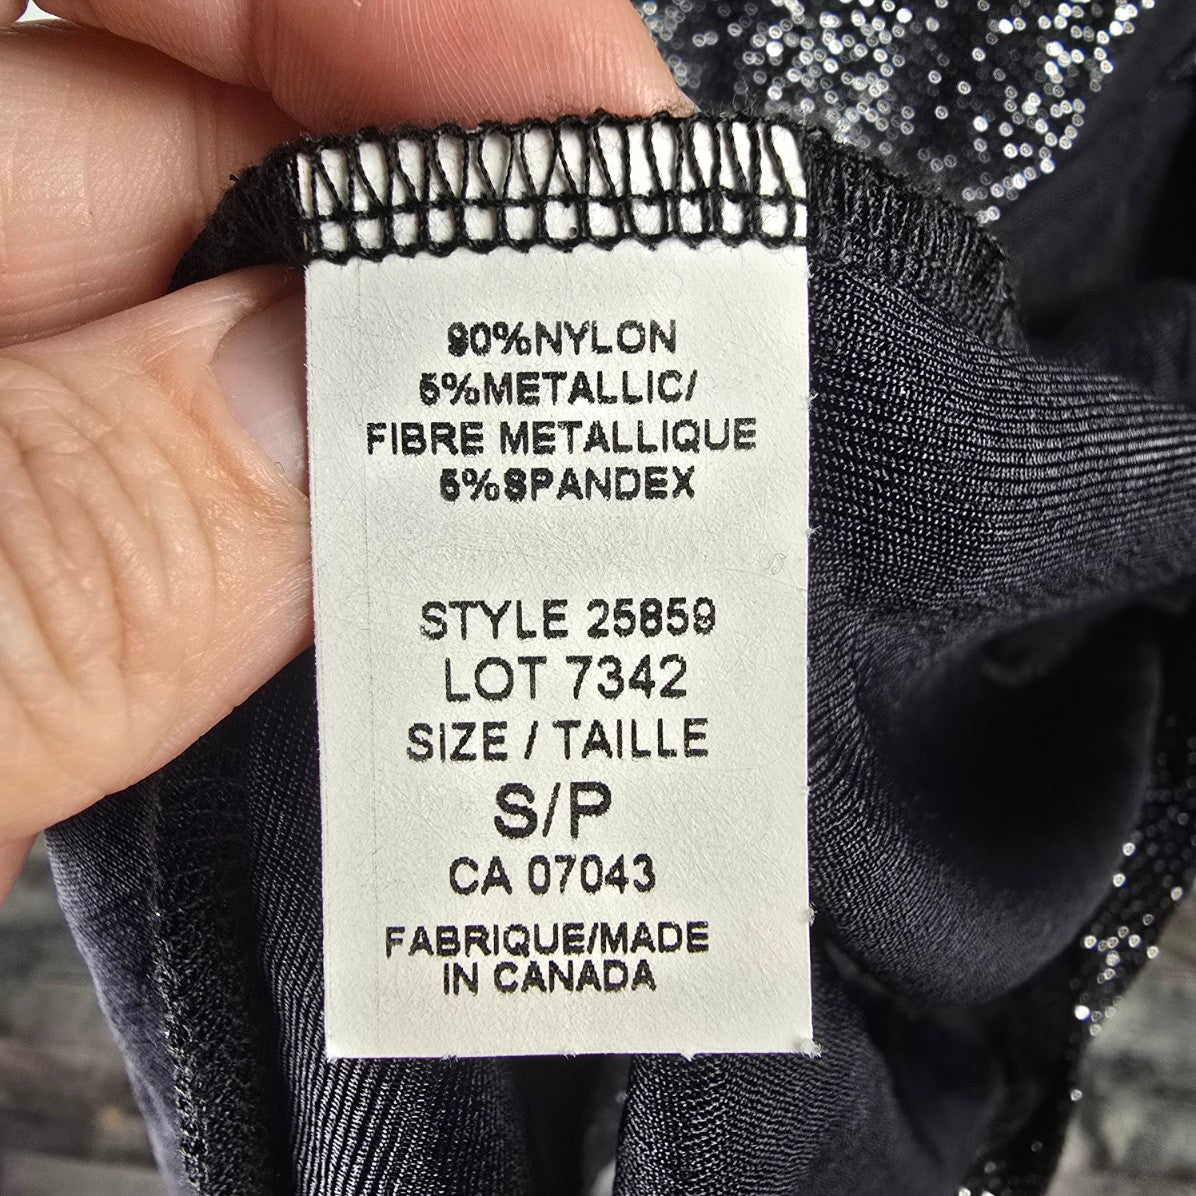 90%NYLON
5%METALLIC/
FIBRE METALLIQUE
5%SPANDEX
STYLE 25859
LOT 7342
SIZE / TAILLE
S/P
CA 07043
FABRIQUE/MADE
IN CANADA